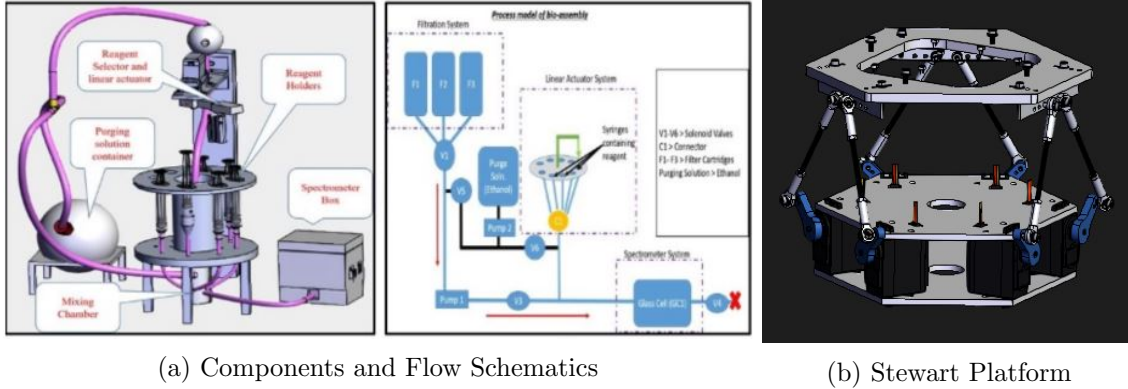 Reagent
Selector and
linear actuator
Reagent
Holders
Purging
solution
container
Spectrometer
Box
Mixing
Chamber
Process model of bio-assembly
Filtration System
F1 F2 F3
Linear Actuator System
Syringes
containing
reagent
V1
V5
Purge
Soln.
(Ethanol)
Pump 2
V6
V1-V6 > Solenoid Valves
C1 > Connector
F1- F3 > Filter Cartridges
Purging Solution > Ethanol
Spectrometer System
Pump 1
V3
Glass Cell (GC1)
V4
(a) Components and Flow Schematics
(b) Stewart Platform